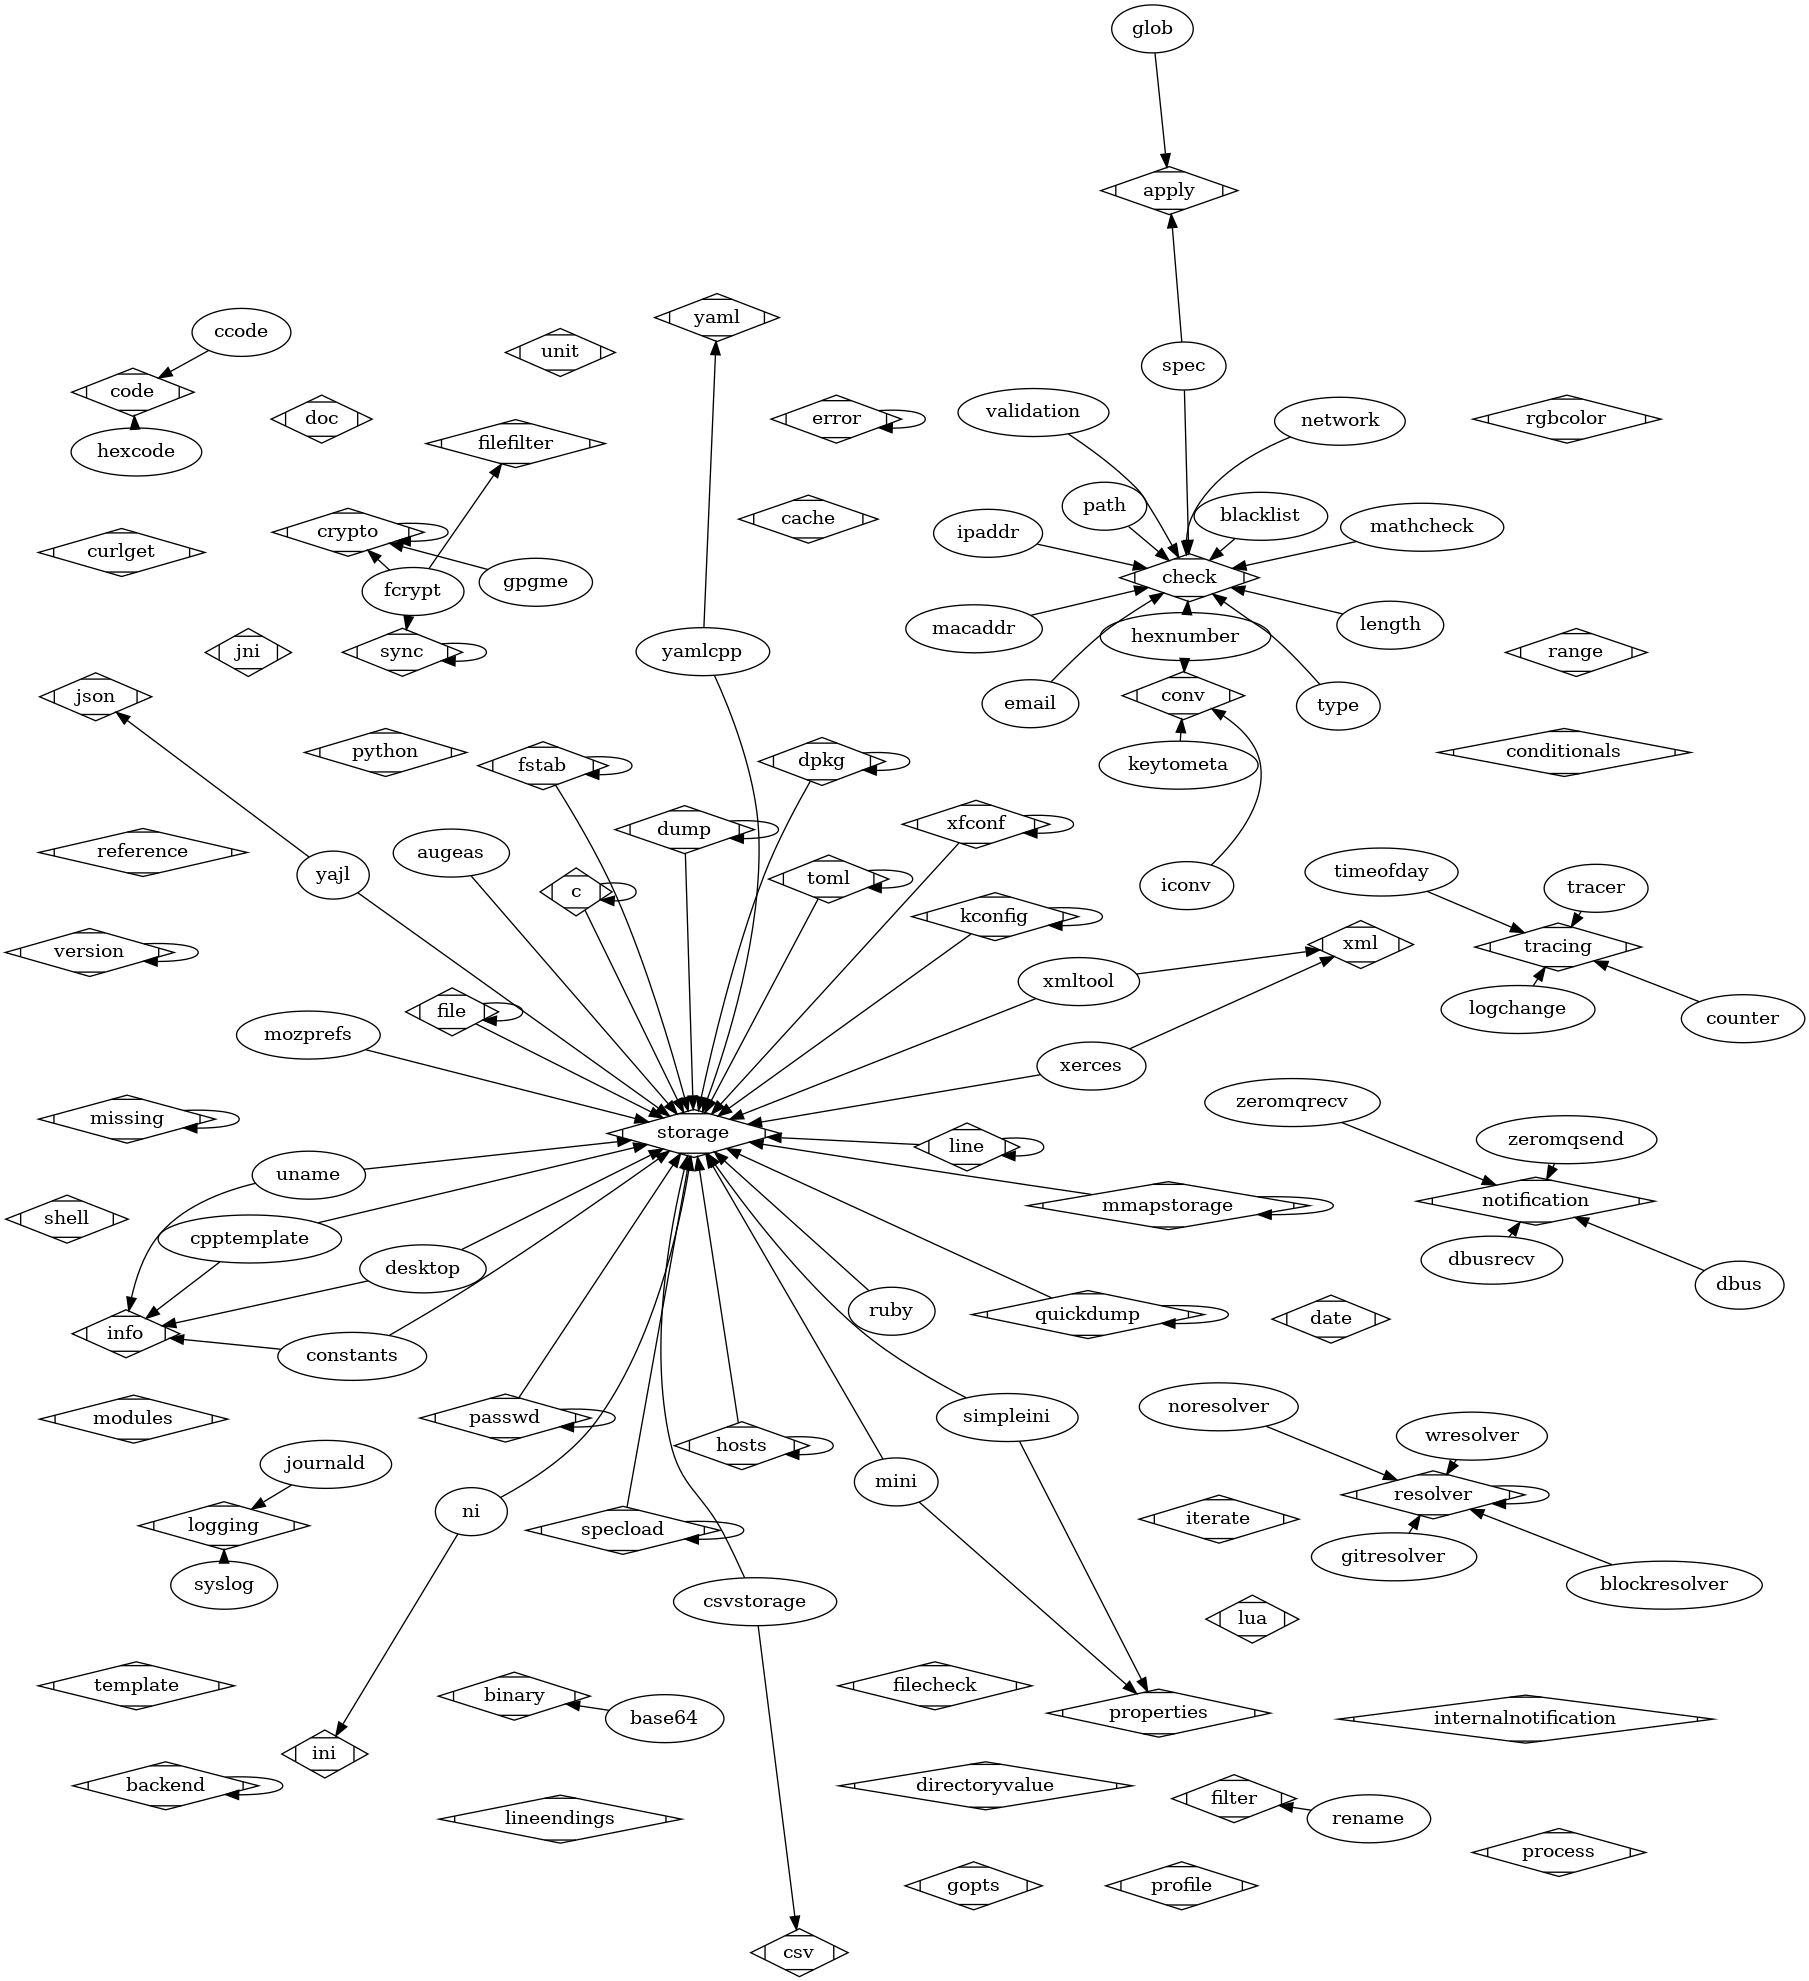 glob
apply
yaml
ccode
unit
spec
code
doc
validation
error
network
rgbcolor
filefilter
hexcode
path
blacklist
cache
mathcheck
crypto
ipaddr
curlget
check
gpgme
fcrypt
length
macaddr
hexnumber
jni
sync
yamlcpp
range
json
conv
email
type
python
conditionals
dpkg
fstab
keytometa
xfconf
dump
reference
augeas
timeofday
yajl
toml
c
iconv
tracer
kconfig
xml
tracing
version
xmltool
file
logchange
counter
mozprefs
xerces
zeromqrecv
missing
storage
zeromqsend
line
uname
notification
mmapstorage
shell
cpptemplate
dbusrecv
desktop
dbus
ruby
quickdump
date
info
constants
noresolver
modules
passwd
simpleini
wresolver
hosts
journald
mini
resolver
ni
iterate
logging
specload
gitresolver
syslog
blockresolver
csvstorage
lua
template
filecheck
binary
properties
base64
internalnotification
ini
backend
directoryvalue
filter
lineendings
rename
process
gopts
profile
csv